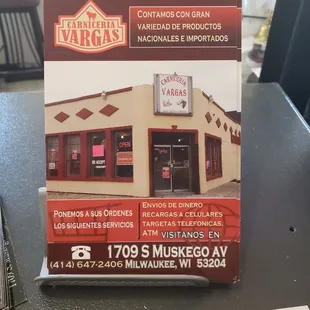 CARNICERIA
VARGAS
CONTAMOS CON GRAN
VARIEDAD DE PRODUCTOS
NACIONALES E IMPORTADOS
CARNICERIA
VARGAS
OPEN
PONEMOS A SUS ORDENES
LOS SIGUIENTES SERVICIOS
ENVIOS DE DINERO
RECARGAS A CELULARES
TARGETAS TELEFONICAS,
ATM VISITANOS EN
1709 S MUSKEGO AV
(414) 647-2406 MILWAUKEE, WI 53204